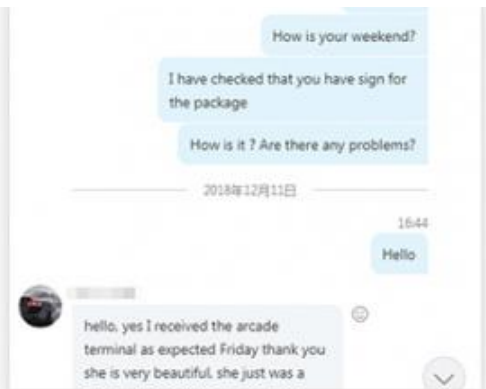 How is your weekend?
I have checked that you have sign for
the package
How is it ? Are there any problems?
2018年12月11日
16:44
Hello
hello, yes I received the arcade
terminal as expected Friday thank you
she is very beautiful, she just was a